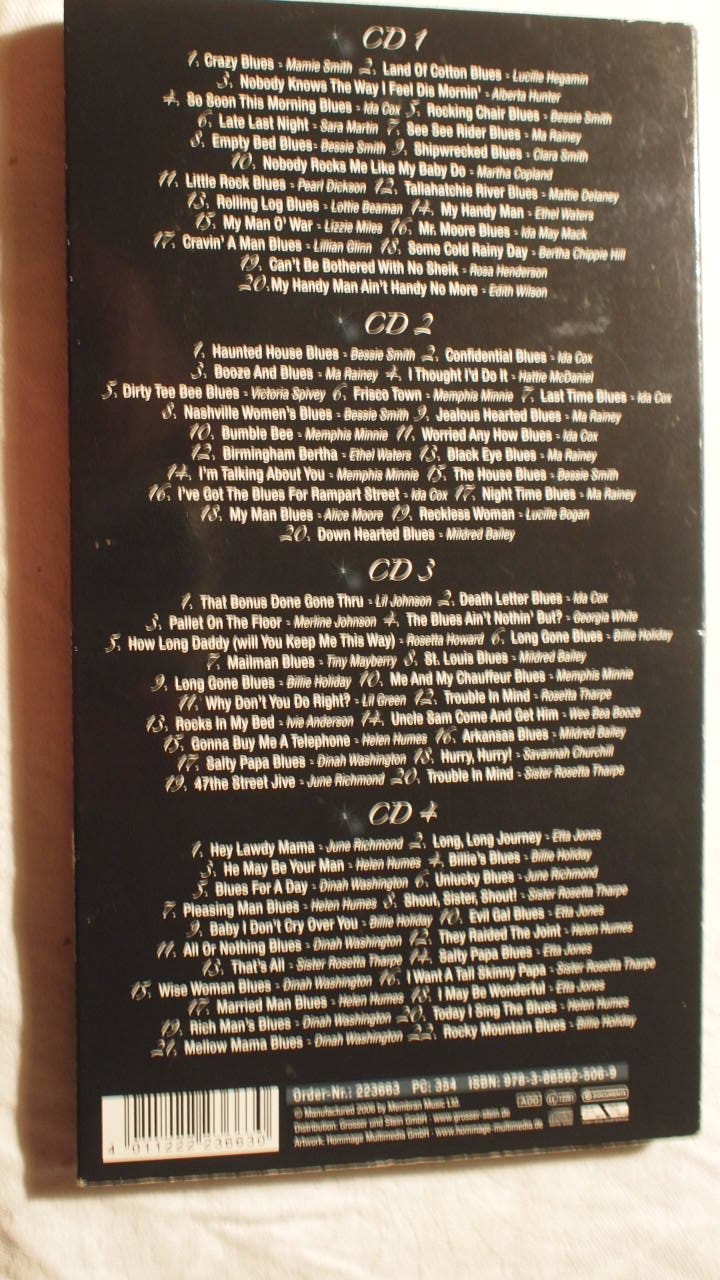 CD 1
1. Crazy Blues - Mamie Smith 2. Land Of Cotton Blues - Lucille Hegamin
3. Nobody Knows The Way I Feel Dis Mornin' - Alberta Hunter
4. So Soon This Morning Blues - Ida Cox 5. Rocking Chair Blues - Bessie Smith
6. Late Last Night - Sara Martin 7. See See Rider Blues - Ma Rainey
8. Empty Bed Blues - Bessie Smith 9. Shipwrecked Blues - Clara Smith
10. Nobody Rocks Me Like My Baby Do - Martha Copland
11. Little Rock Blues - Pearl Dickson 12. Tallahatchie River Blues - Mattie Delaney
13. Rolling Log Blues - Lottie Beaman 14. My Handy Man - Ethel Waters
15. My Man O' War - Lizzie Miles 16. Mr. Moore Blues - Ida May Mack
17. Cravin' A Man Blues - Lillian Glinn 18. Some Cold Rainy Day - Bertha Chippie Hill
19. Can't Be Bothered With No Sheik - Rosa Henderson
20. My Handy Man Ain't Handy No More - Edith Wilson
CD 2
1. Haunted House Blues - Bessie Smith 2. Confidential Blues - Ida Cox
3. Booze And Blues - Ma Rainey 4. I Thought I'd Do It - Hattie McDaniel
5. Dirty Tee Bee Blues - Victoria Spivey 6. Frisco Town - Memphis Minnie 7. Last Time Blues - Ida Cox
8. Nashville Women's Blues - Bessie Smith 9. Jealous Hearted Blues - Ma Rainey
10. Bumble Bee - Memphis Minnie 11. Worried Any How Blues - Ida Cox
12. Birmingham Bertha - Ethel Waters 13. Black Eye Blues - Ma Rainey
14. I'm Talking About You - Memphis Minnie 15. The House Blues - Bessie Smith
16. I've Got The Blues For Rampart Street - Ida Cox 17. Night Time Blues - Ma Rainey
18. My Man Blues - Alice Moore 19. Reckless Woman - Lucille Bogan
20. Down Hearted Blues - Mildred Bailey
CD 3
1. That Bonus Done Gone Thru - Lil Johnson 2. Death Letter Blues - Ida Cox
3. Pallet On The Floor - Merline Johnson 4. The Blues Ain't Nothin' But? - Georgia White
5. How Long Daddy (will You Keep Me This Way) - Rosetta Howard 6. Long Gone Blues - Billie Holiday
7. Mailman Blues - Tiny Mayberry 8. St. Louis Blues - Mildred Bailey
9. Long Gone Blues - Billie Holiday 10. Me And My Chauffeur Blues - Memphis Minnie
11. Why Don't You Do Right? - Lil Green 12. Trouble In Mind - Rosetta Tharpe
13. Rocks In My Bed - Ivie Anderson 14. Uncle Sam Come And Get Him - Wee Bea Booze
15. Gonna Buy Me A Telephone - Helen Humes 16. Arkansas Blues - Mildred Bailey
17. Salty Papa Blues - Dinah Washington 18. Hurry, Hurry! - Savannah Churchill
19. 47the Street Jive - June Richmond 20. Trouble In Mind - Sister Rosetta Tharpe
CD 4
1. Hey Lawdy Mama - June Richmond 2. Long, Long Journey - Etta Jones
3. He May Be Your Man - Helen Humes 4. Billie's Blues - Billie Holiday
5. Blues For A Day - Dinah Washington 6. Unlucky Blues - June Richmond
7. Pleasing Man Blues - Helen Humes 8. Shout, Sister, Shout! - Sister Rosetta Tharpe
9. Baby I Don't Cry Over You - Billie Holiday 10. Evil Gal Blues - Etta Jones
11. All Or Nothing Blues - Dinah Washington 12. They Raided The Joint - Helen Humes
13. That's All - Sister Rosetta Tharpe 14. Salty Papa Blues - Etta Jones
15. Wise Woman Blues - Dinah Washington 16. I Want A Tall Skinny Papa - Sister Rosetta Tharpe
17. Married Man Blues - Helen Humes 18. I May Be Wonderful - Etta Jones
19. Rich Man's Blues - Dinah Washington 20. Today I Sing The Blues - Helen Humes
21. Mellow Mama Blues - Dinah Washington 22. Rocky Mountain Blues - Billie Holiday
Order-Nr.: 223663 PC: 354 ISBN: 978-3-86562-506-9
© Manufactured 2006 by Membran Music Ltd.
Distribution: Grosser und Stein GmbH · www.grosser-stein.de
Artwork: Hommage Multimedia GmbH · www.hommage-multimedia.de
ADD
DOCUMENTS
4 011222 236630